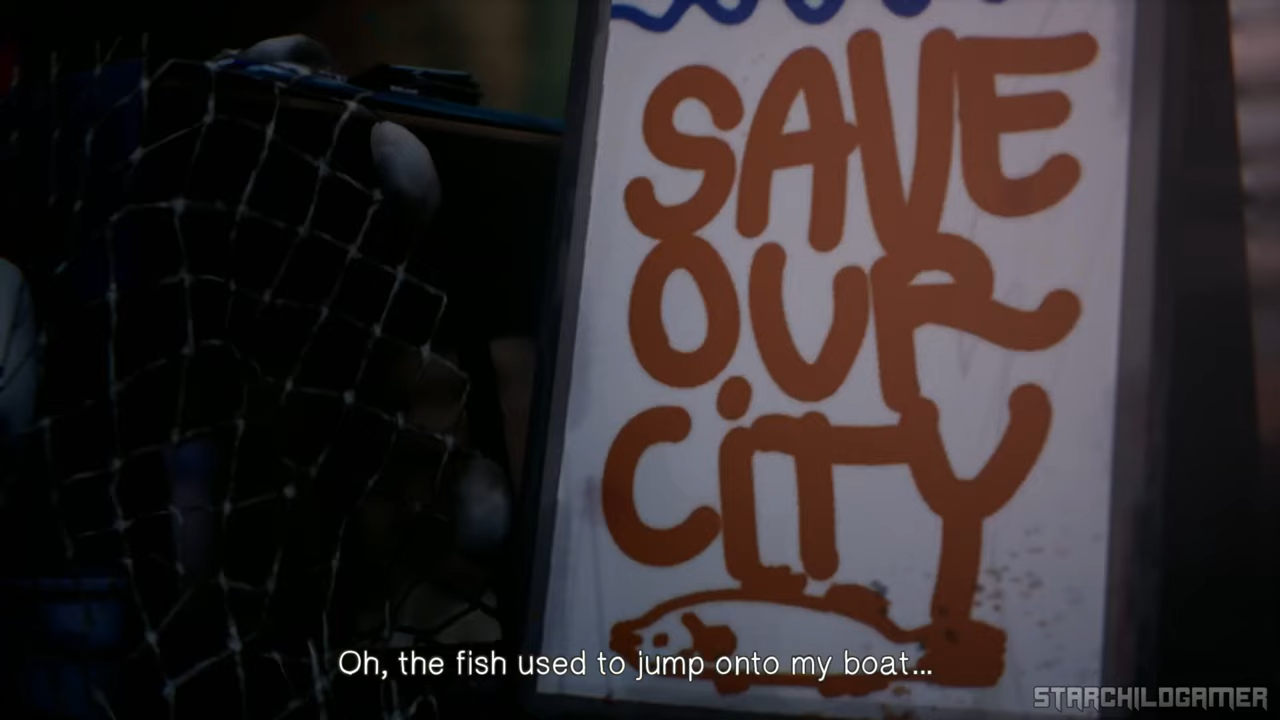 SAVE
OUR
CiTY
Oh, the fish used to jump onto my boat...
STARCHILDGAMER